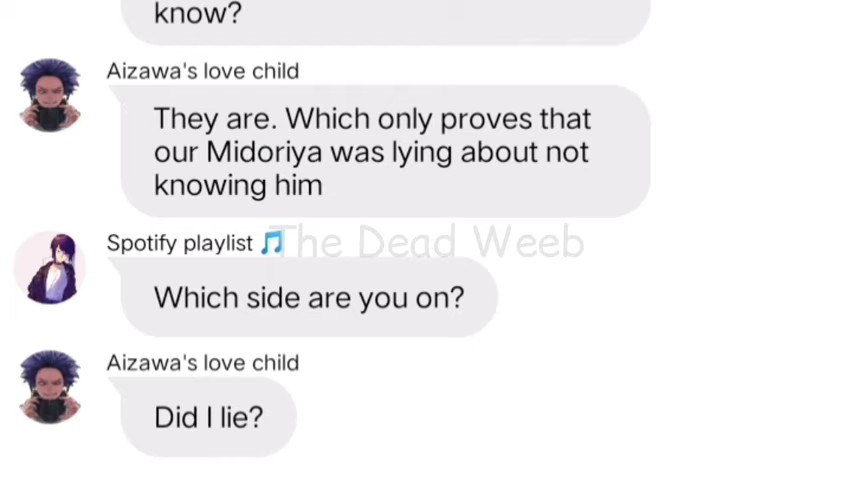 know?
Aizawa's love child
They are. Which only proves that
our Midoriya was lying about not
knowing him
Spotify playlist 🎵
The Dead Weeb
Which side are you on?
Aizawa's love child
Did I lie?